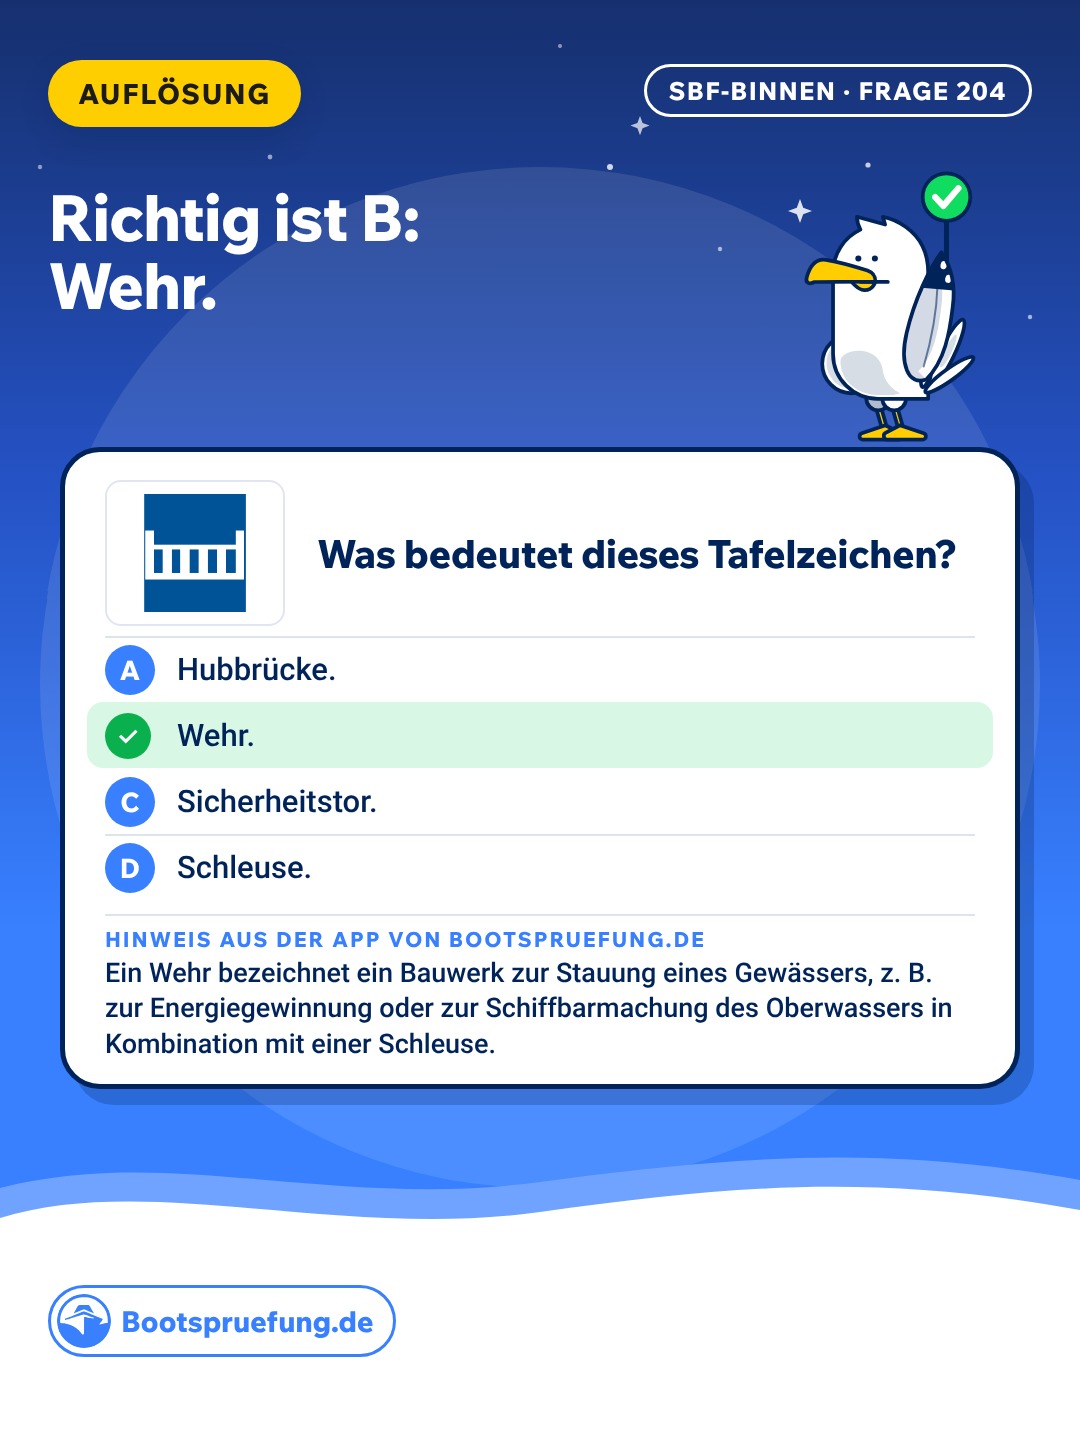 AUFLÖSUNG
SBF-BINNEN · FRAGE 204
Richtig ist B:
Wehr.
Was bedeutet dieses Tafelzeichen?
A Hubbrücke.
Wehr.
C Sicherheitstor.
D Schleuse.
HINWEIS AUS DER APP VON BOOTSPRUEFUNG.DE
Ein Wehr bezeichnet ein Bauwerk zur Stauung eines Gewässers, z. B.
zur Energiegewinnung oder zur Schiffbarmachung des Oberwassers in
Kombination mit einer Schleuse.
Bootspruefung.de